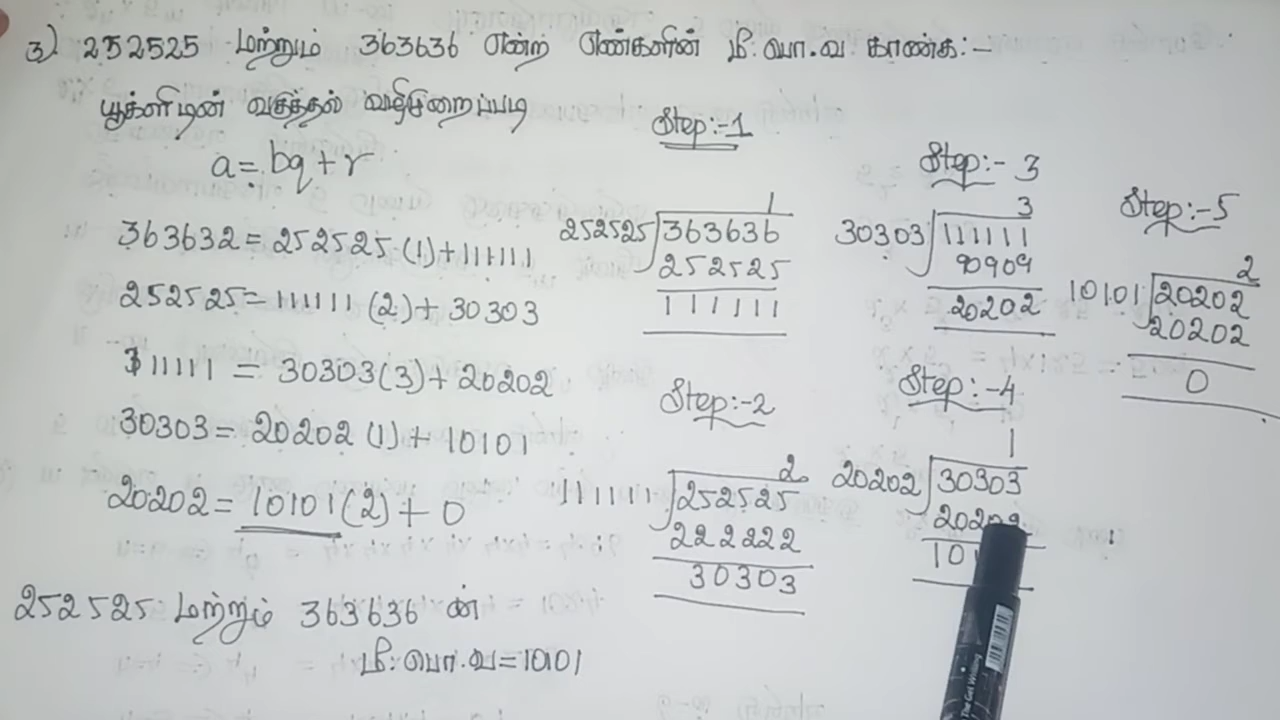 3) 252525 மற்றும் 363636 என்ற எண்களின் மீ.பொ.வ காண்க:-
யூக்ளிடின் வகுத்தல் வழிமுறைப்படி
a = bq + r
363632 = 252525 (1) + 111111
252525 = 111111 (2) + 30303
111111 = 30303 (3) + 20202
30303 = 20202 (1) + 10101
20202 = 10101 (2) + 0
252525 மற்றும் 363636 ன்
மீ.பொ.வ = 10101
Step:-1
1
252525 363636
252525
111111
Step:-2
2
111111 252525
222222
30303
Step:-3
3
30303 111111
90909
20202
Step:-4
1
20202 30303
20202
Step:-5
2
10101 20202
20202
0